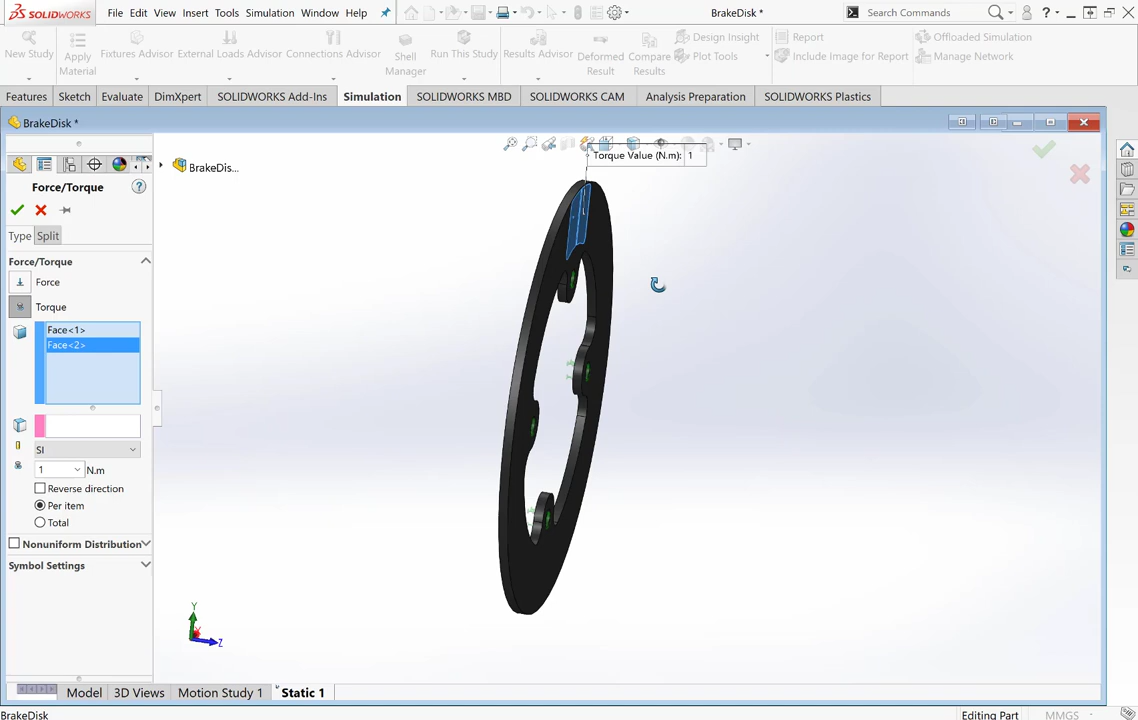 SOLIDWORKS File Edit View Insert Tools Simulation Window Help BrakeDisk * Search Commands ?
New Study Apply Material Fixtures Advisor External Loads Advisor Connections Advisor Shell Manager Run This Study Results Advisor Deformed Result Compare Results Design Insight Plot Tools Report Include Image for Report Offloaded Simulation Manage Network
Features Sketch Evaluate DimXpert SOLIDWORKS Add-Ins Simulation SOLIDWORKS MBD SOLIDWORKS CAM Analysis Preparation SOLIDWORKS Plastics
BrakeDisk *
Torque Value (N.m): 1
BrakeDis...
Force/Torque ?
Type Split
Force/Torque
Force
Torque
Face<1>
Face<2>
SI
1 N.m
Reverse direction
Per item
Total
Nonuniform Distribution
Symbol Settings
Y
X
Z
Model 3D Views Motion Study 1 Static 1
BrakeDisk Editing Part MMGS